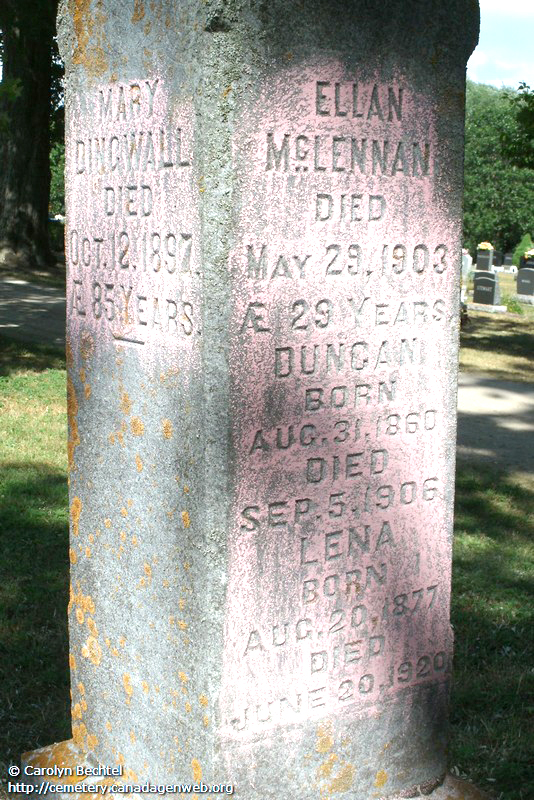 MARY
DINGWALL
DIED
OCT. 12, 1897.
Æ 85 YEARS.
ELLAN
McLENNAN
DIED
MAY 29, 1903
Æ 29 YEARS
DUNCAN
BORN
AUG. 31, 1860
DIED
SEP. 5, 1906
LENA
BORN
AUG. 20, 1877
DIED
JUNE 20, 1920
STEWART
© Carolyn Bechtel
http://cemetery.canadagenweb.org